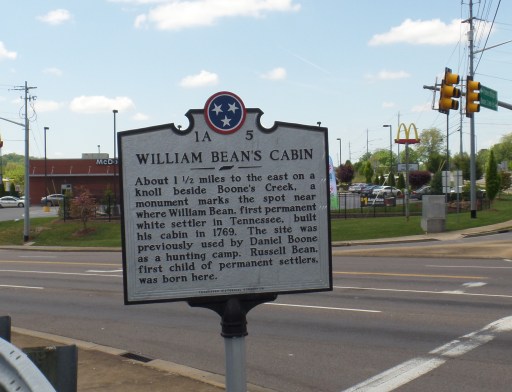 1A 5
WILLIAM BEAN'S CABIN
About 1 ½ miles to the east on a
knoll beside Boone's Creek, a
monument marks the spot near
where William Bean, first permanent
white settler in Tennessee, built
his cabin in 1769. The site was
previously used by Daniel Boone
as a hunting camp. Russell Bean,
first child of permanent settlers,
was born here.